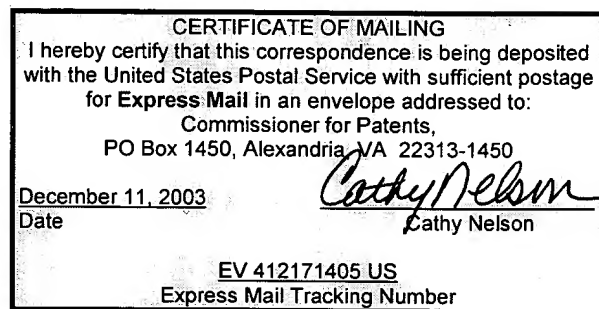 CERTIFICATE OF MAILING
I hereby certify that this correspondence is being deposited
with the United States Postal Service with sufficient postage
for Express Mail in an envelope addressed to:
Commissioner for Patents,
PO Box 1450, Alexandria, VA 22313-1450
Cathy Nelson
December 11, 2003
Date Cathy Nelson
EV 412171405 US
Express Mail Tracking Number